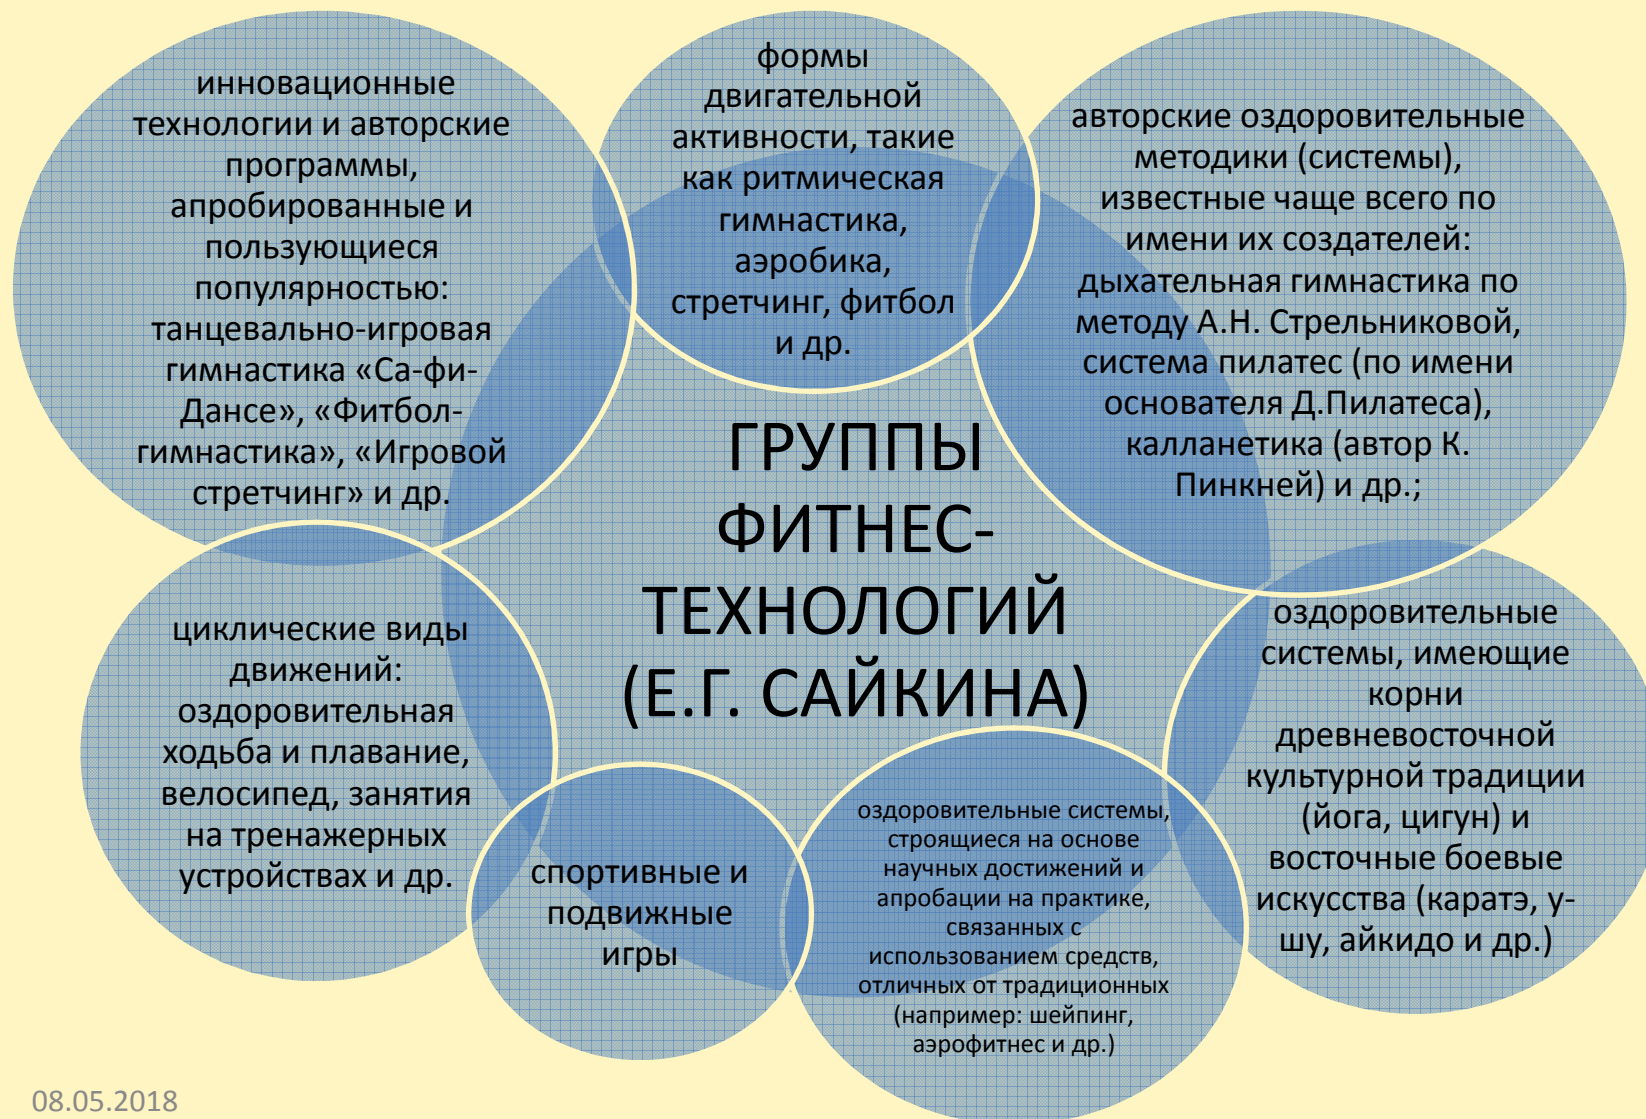 формы
двигательной
активности, такие
как ритмическая
гимнастика,
аэробика,
стретчинг, фитбол
и др.
авторские оздоровительные
методики (системы),
известные чаще всего по
имени их создателей:
дыхательная гимнастика по
методу А.Н. Стрельниковой,
система пилатес (по имени
основателя Д.Пилатеса),
калланетика (автор К.
Пинкней) и др.;
оздоровительные
системы, имеющие
корни
древневосточной
культурной традиции
(йога, цигун) и
восточные боевые
искусства (каратэ, у-
шу, айкидо и др.)
оздоровительные системы,
строящиеся на основе
научных достижений и
апробации на практике,
связанных с
использованием средств,
отличных от традиционных
(например: шейпинг,
аэрофитнес и др.)
спортивные и
подвижные
игры
циклические виды
движений:
оздоровительная
ходьба и плавание,
велосипед, занятия
на тренажерных
устройствах и др.
инновационные
технологии и авторские
программы,
апробированные и
пользующиеся
популярностью:
танцевально-игровая
гимнастика «Са-фи-
Дансе», «Фитбол-
гимнастика», «Игровой
стретчинг» и др.
ГРУППЫ
ФИТНЕС-
ТЕХНОЛОГИЙ
(Е.Г. САЙКИНА)
08.05.2018